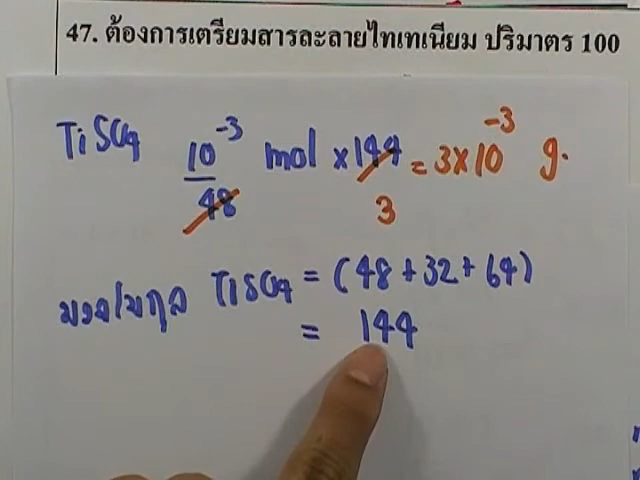 47. ต้องการเตรียมสารละลายไทเทเนียม ปริมาตร 100
TiSO4 10^-3/48 mol × 144 = 3×10^-3 g.
3
มวลโมกุล TiSO4 = (48 + 32 + 64)
= 144